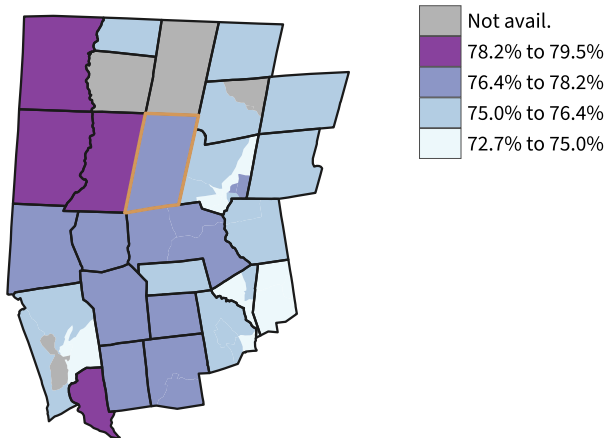 Not avail.
78.2% to 79.5%
76.4% to 78.2%
75.0% to 76.4%
72.7% to 75.0%